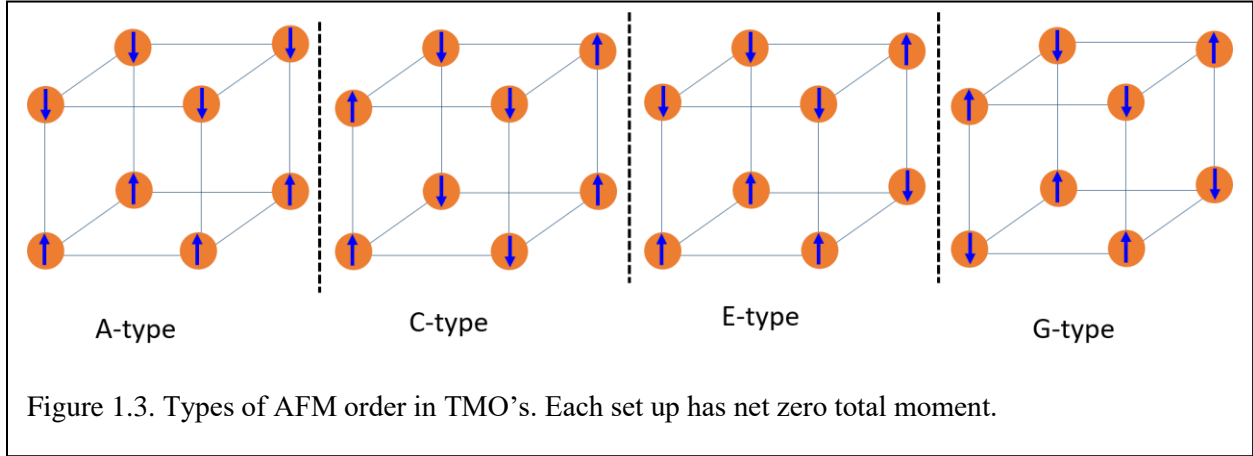 A-type
C-type
E-type
G-type
Figure 1.3. Types of AFM order in TMO’s. Each set up has net zero total moment.